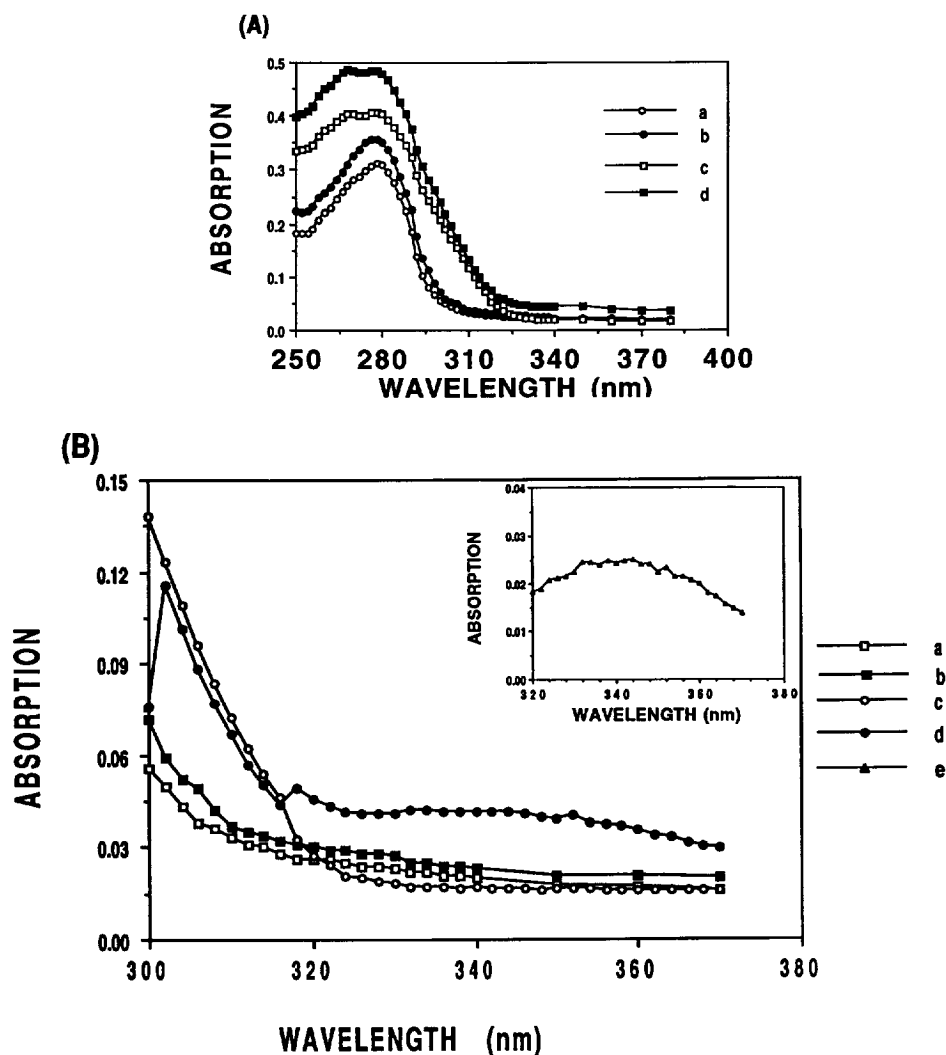 (A)
0.5
0.4
0.3
0.2
0.1
0.0
ABSORPTION
250 280 310 340 370 400
WAVELENGTH (nm)
a
b
c
d
(B)
0.15
0.12
0.09
0.06
0.03
0.00
ABSORPTION
300 320 340 360 380
WAVELENGTH (nm)
0.04
0.03
0.02
0.01
0.00
ABSORPTION
320 340 360 380
WAVELENGTH (nm)
a
b
c
d
e